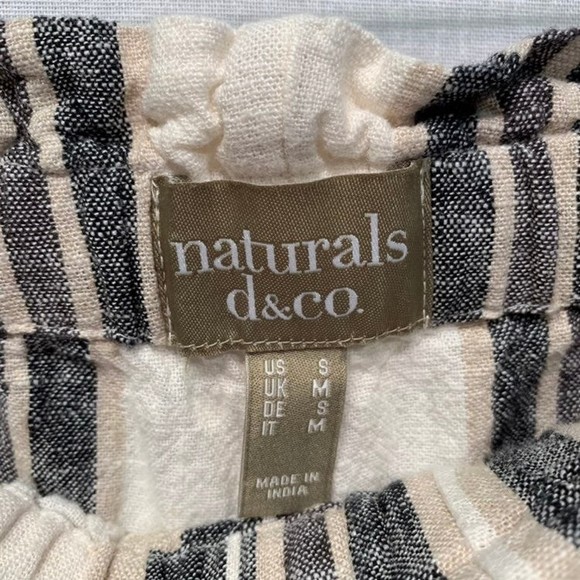 naturals
d&co.
US S
UK M
DE S
IT M
MADE IN
INDIA